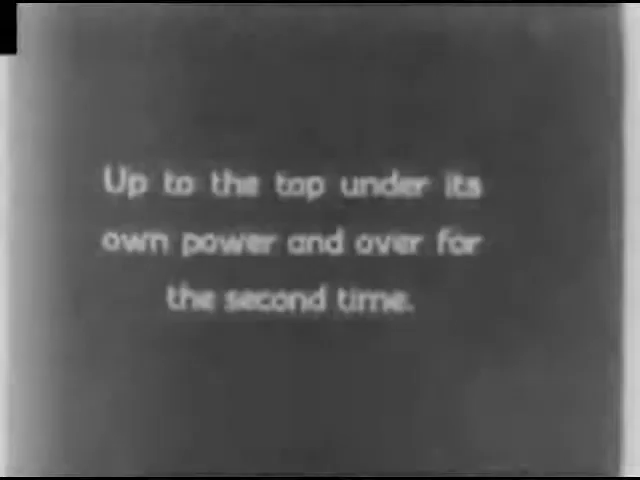 Up to the top under its
own power and over for
the second time.